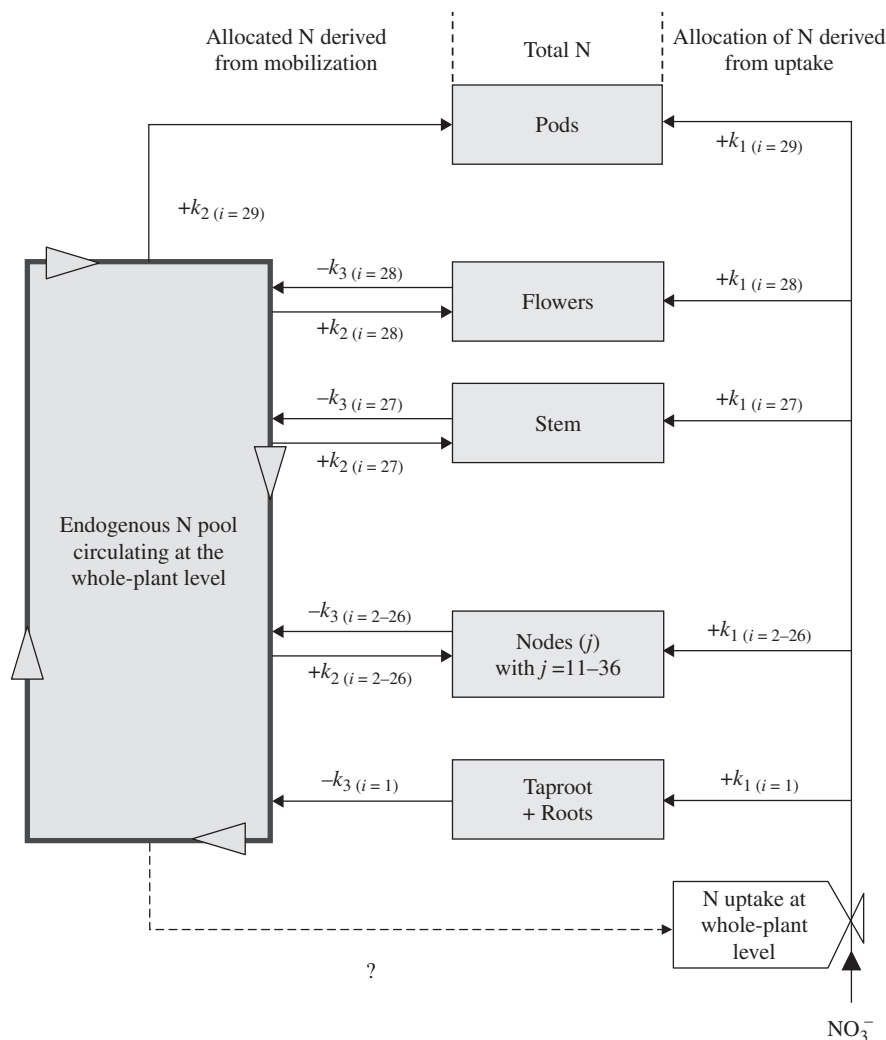 Allocated N derived
from mobilization
Total N
Allocation of N derived
from uptake
Pods
+k1 (i = 29)
+k2 (i = 29)
−k3 (i = 28)
Flowers
+k1 (i = 28)
+k2 (i = 28)
−k3 (i = 27)
Stem
+k1 (i = 27)
+k2 (i = 27)
Endogenous N pool
circulating at the
whole-plant level
−k3 (i = 2–26)
Nodes (j)
with j =11–36
+k1 (i = 2–26)
+k2 (i = 2–26)
−k3 (i = 1)
Taproot
+ Roots
+k1 (i = 1)
N uptake at
whole-plant
level
?
NO3−